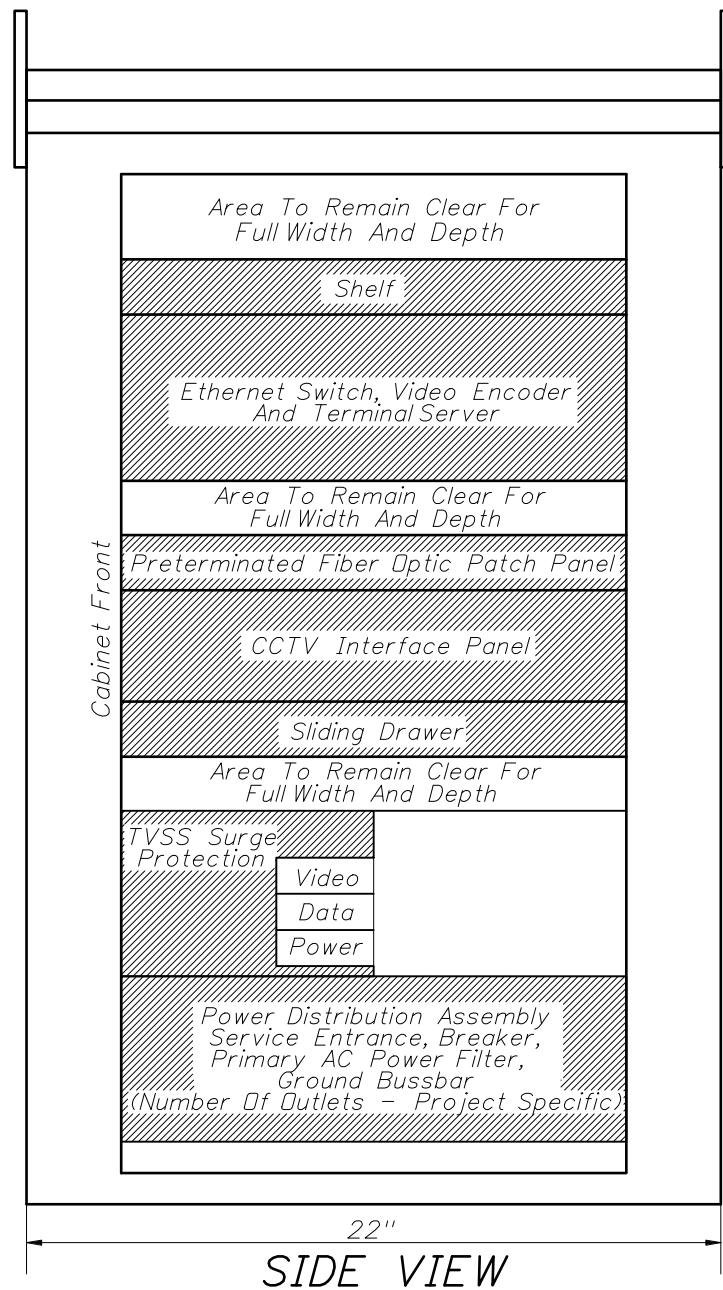 Area To Remain Clear For
Full Width And Depth
Shelf
Ethernet Switch, Video Encoder
And Terminal Server
Area To Remain Clear For
Full Width And Depth
Preterminated Fiber Optic Patch Panel
CCTV Interface Panel
Cabinet Front
Sliding Drawer
Area To Remain Clear For
Full Width And Depth
TVSS Surge
Protection
Video
Data
Power
Power Distribution Assembly
Service Entrance, Breaker,
Primary AC Power Filter,
Ground Bussbar
(Number Of Outlets - Project Specific)
22"
SIDE VIEW